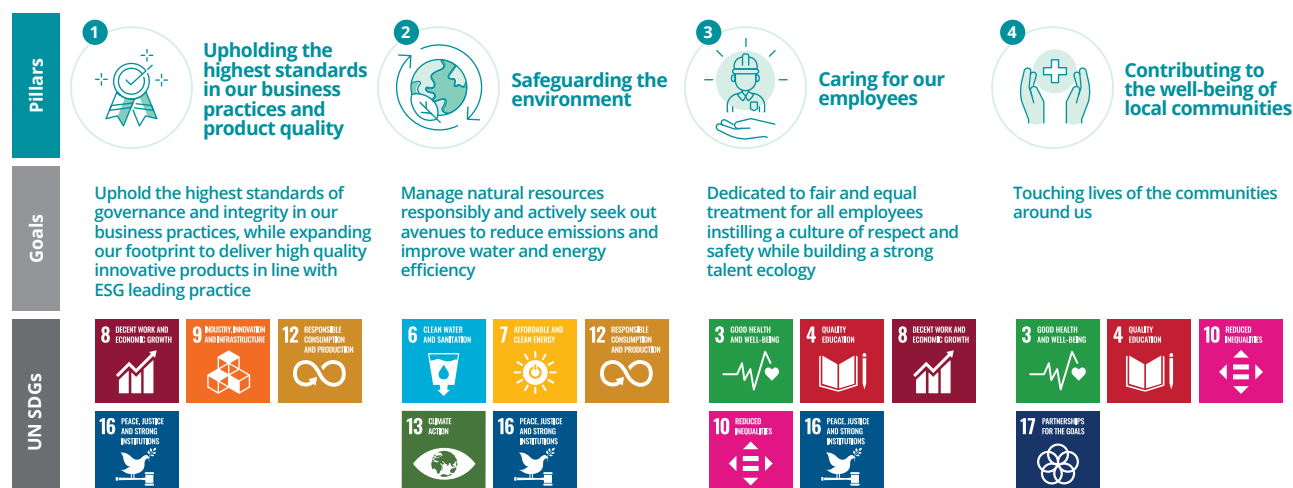 Pillars
1
Upholding the
highest standards
in our business
practices and
product quality
2
Safeguarding the
environment
3
Caring for our
employees
4
Contributing to
the well-being of
local communities
Goals
Uphold the highest standards of
governance and integrity in our
business practices, while expanding
our footprint to deliver high quality
innovative products in line with
ESG leading practice
Manage natural resources
responsibly and actively seek out
avenues to reduce emissions and
improve water and energy
efficiency
Dedicated to fair and equal
treatment for all employees
instilling a culture of respect and
safety while building a strong
talent ecology
Touching lives of the communities
around us
UN SDGs
8 DECENT WORK AND
ECONOMIC GROWTH
9 INDUSTRY, INNOVATION
AND INFRASTRUCTURE
12 RESPONSIBLE
CONSUMPTION
AND PRODUCTION
16 PEACE, JUSTICE
AND STRONG
INSTITUTIONS
6 CLEAN WATER
AND SANITATION
7 AFFORDABLE AND
CLEAN ENERGY
12 RESPONSIBLE
CONSUMPTION
AND PRODUCTION
13 CLIMATE
ACTION
16 PEACE, JUSTICE
AND STRONG
INSTITUTIONS
3 GOOD HEALTH
AND WELL-BEING
4 QUALITY
EDUCATION
8 DECENT WORK AND
ECONOMIC GROWTH
10 REDUCED
INEQUALITIES
16 PEACE, JUSTICE
AND STRONG
INSTITUTIONS
3 GOOD HEALTH
AND WELL-BEING
4 QUALITY
EDUCATION
10 REDUCED
INEQUALITIES
17 PARTNERSHIPS
FOR THE GOALS